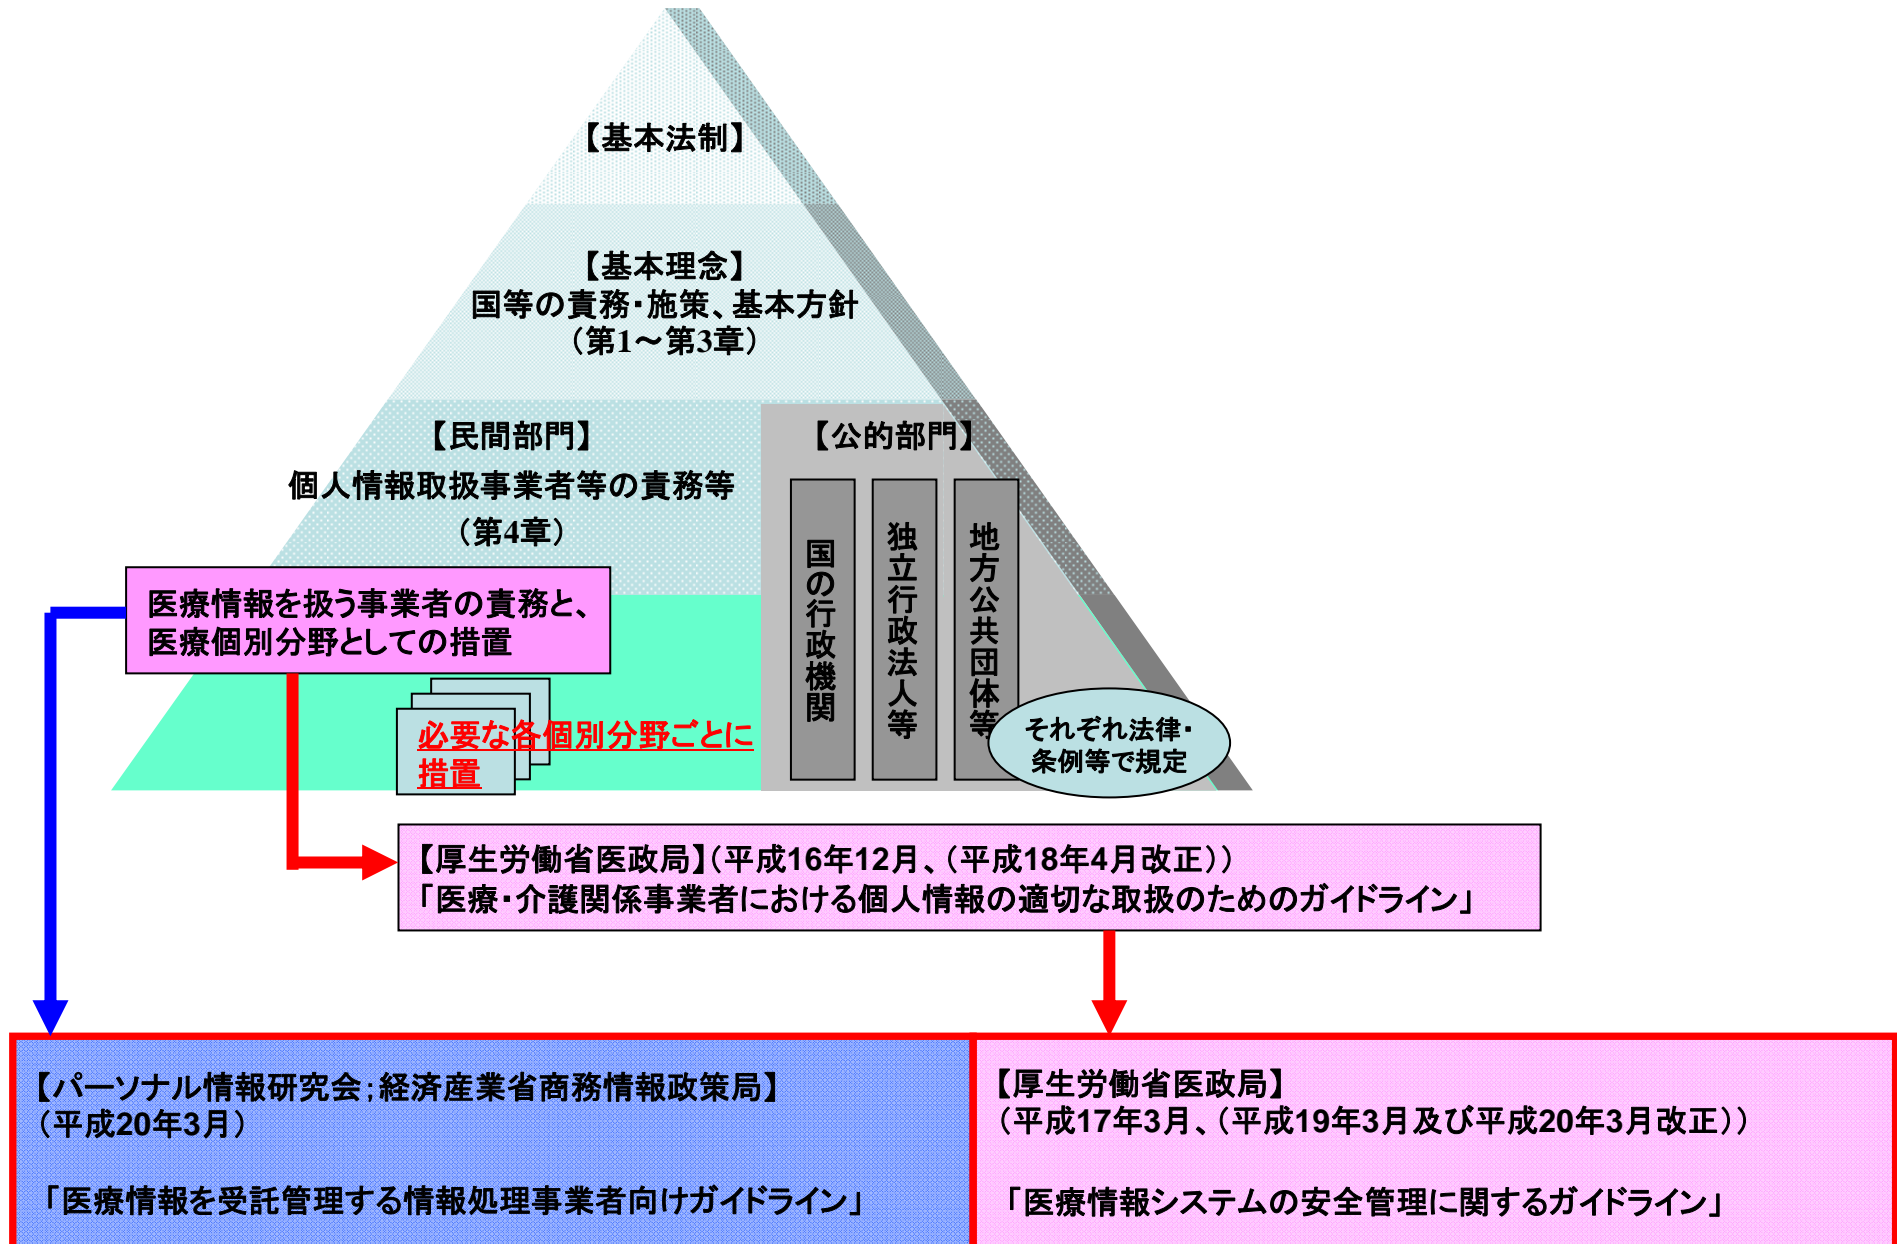 【基本法制】
【基本理念】
国等の責務・施策、基本方針
（第1～第3章）
【民間部門】
個人情報取扱事業者等の責務等
（第4章）
【公的部門】
国の行政機関
独立行政法人等
地方公共団体等
それぞれ法律・
条例等で規定
医療情報を扱う事業者の責務と、
医療個別分野としての措置
必要な各個別分野ごとに
措置
【厚生労働省医政局】（平成16年12月、（平成18年4月改正））
「医療・介護関係事業者における個人情報の適切な取扱のためのガイドライン」
【パーソナル情報研究会；経済産業省商務情報政策局】
（平成20年3月）
「医療情報を受託管理する情報処理事業者向けガイドライン」
【厚生労働省医政局】
（平成17年3月、（平成19年3月及び平成20年3月改正））
「医療情報システムの安全管理に関するガイドライン」